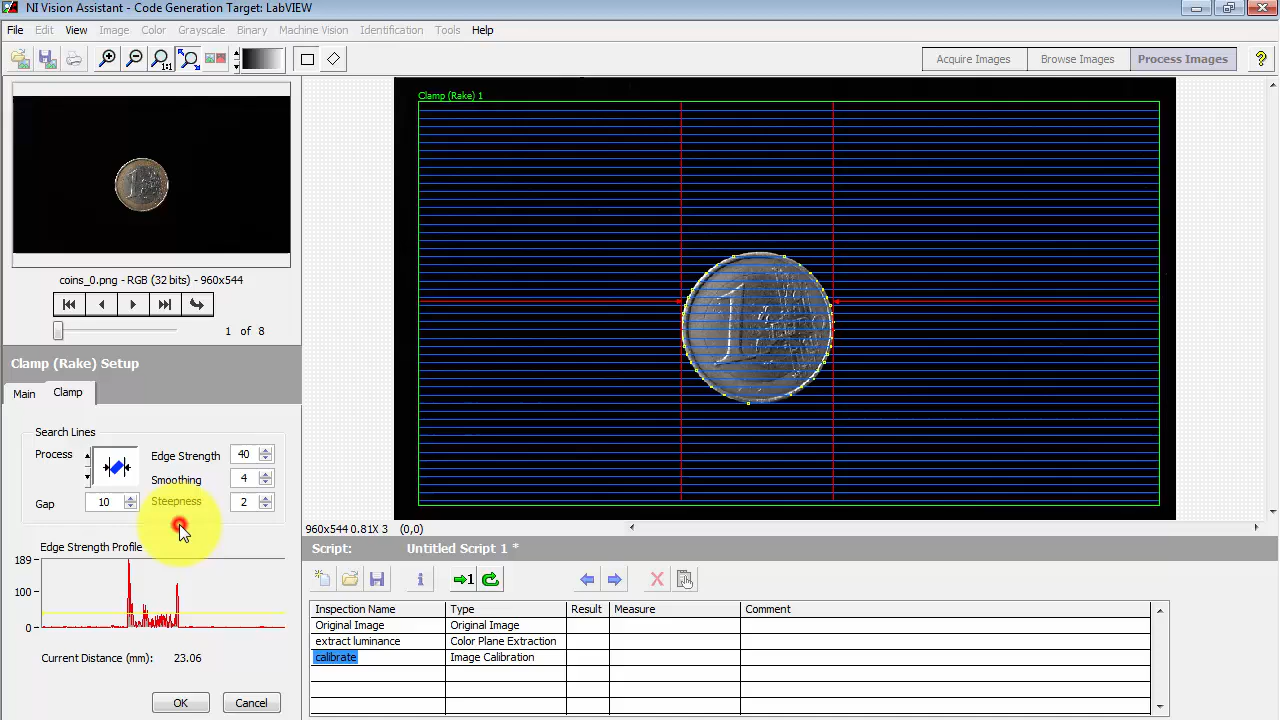 NI Vision Assistant - Code Generation Target: LabVIEW
File Edit View Image Color Grayscale Binary Machine Vision Identification Tools Help
1:1 Acquire Images Browse Images Process Images ?
Clamp (Rake) 1
coins_0.png - RGB (32 bits) - 960x544
1 of 8
Clamp (Rake) Setup
Main Clamp
Search Lines
Process Edge Strength 40
Smoothing 4
Gap 10 Steepness 2
Edge Strength Profile
189
100
0
Current Distance (mm): 23.06
OK Cancel
960x544 0.81X 3 (0,0)
Script: Untitled Script 1 *
Inspection Name Type Result Measure Comment
Original Image Original Image
extract luminance Color Plane Extraction
calibrate Image Calibration